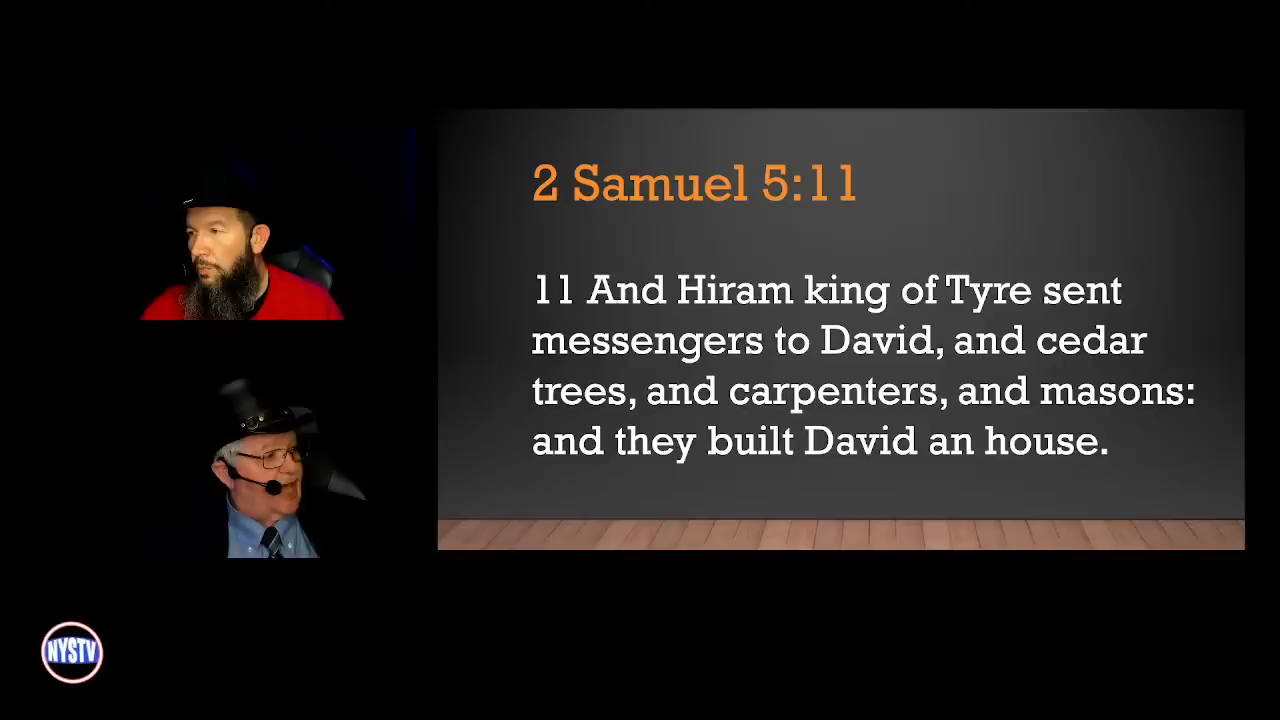 2 Samuel 5:11
11 And Hiram king of Tyre sent
messengers to David, and cedar
trees, and carpenters, and masons:
and they built David an house.
NYSTV